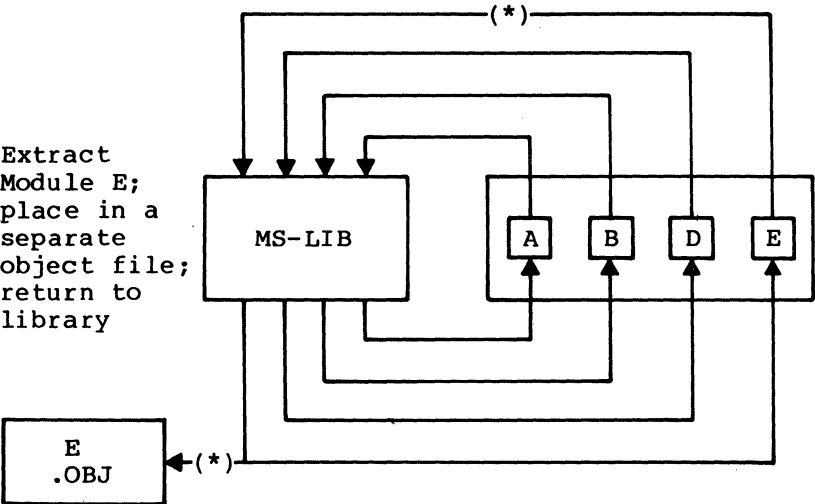 (*)
Extract
Module E;
place in a
separate
object file;
return to
library
MS-LIB
A B D E
E
.OBJ
(*)